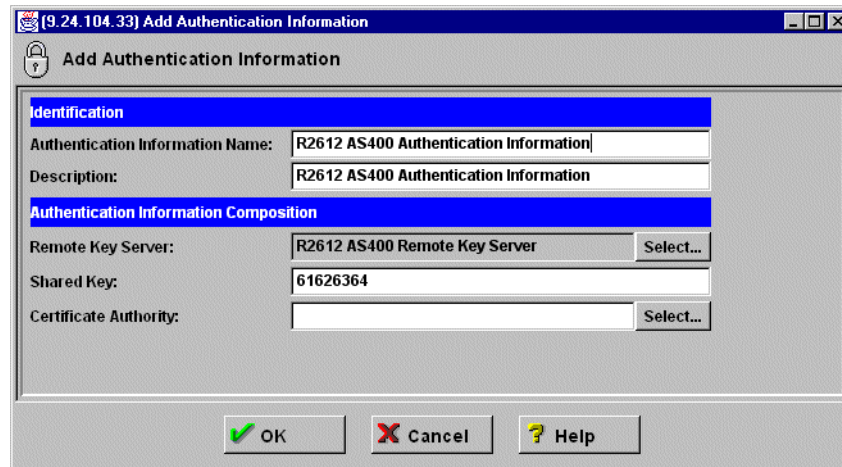 (9.24.104.33) Add Authentication Information
Add Authentication Information
Identification
Authentication Information Name: R2612 AS400 Authentication Information
Description: R2612 AS400 Authentication Information
Authentication Information Composition
Remote Key Server: R2612 AS400 Remote Key Server Select...
Shared Key: 61626364
Certificate Authority: Select...
OK Cancel ? Help